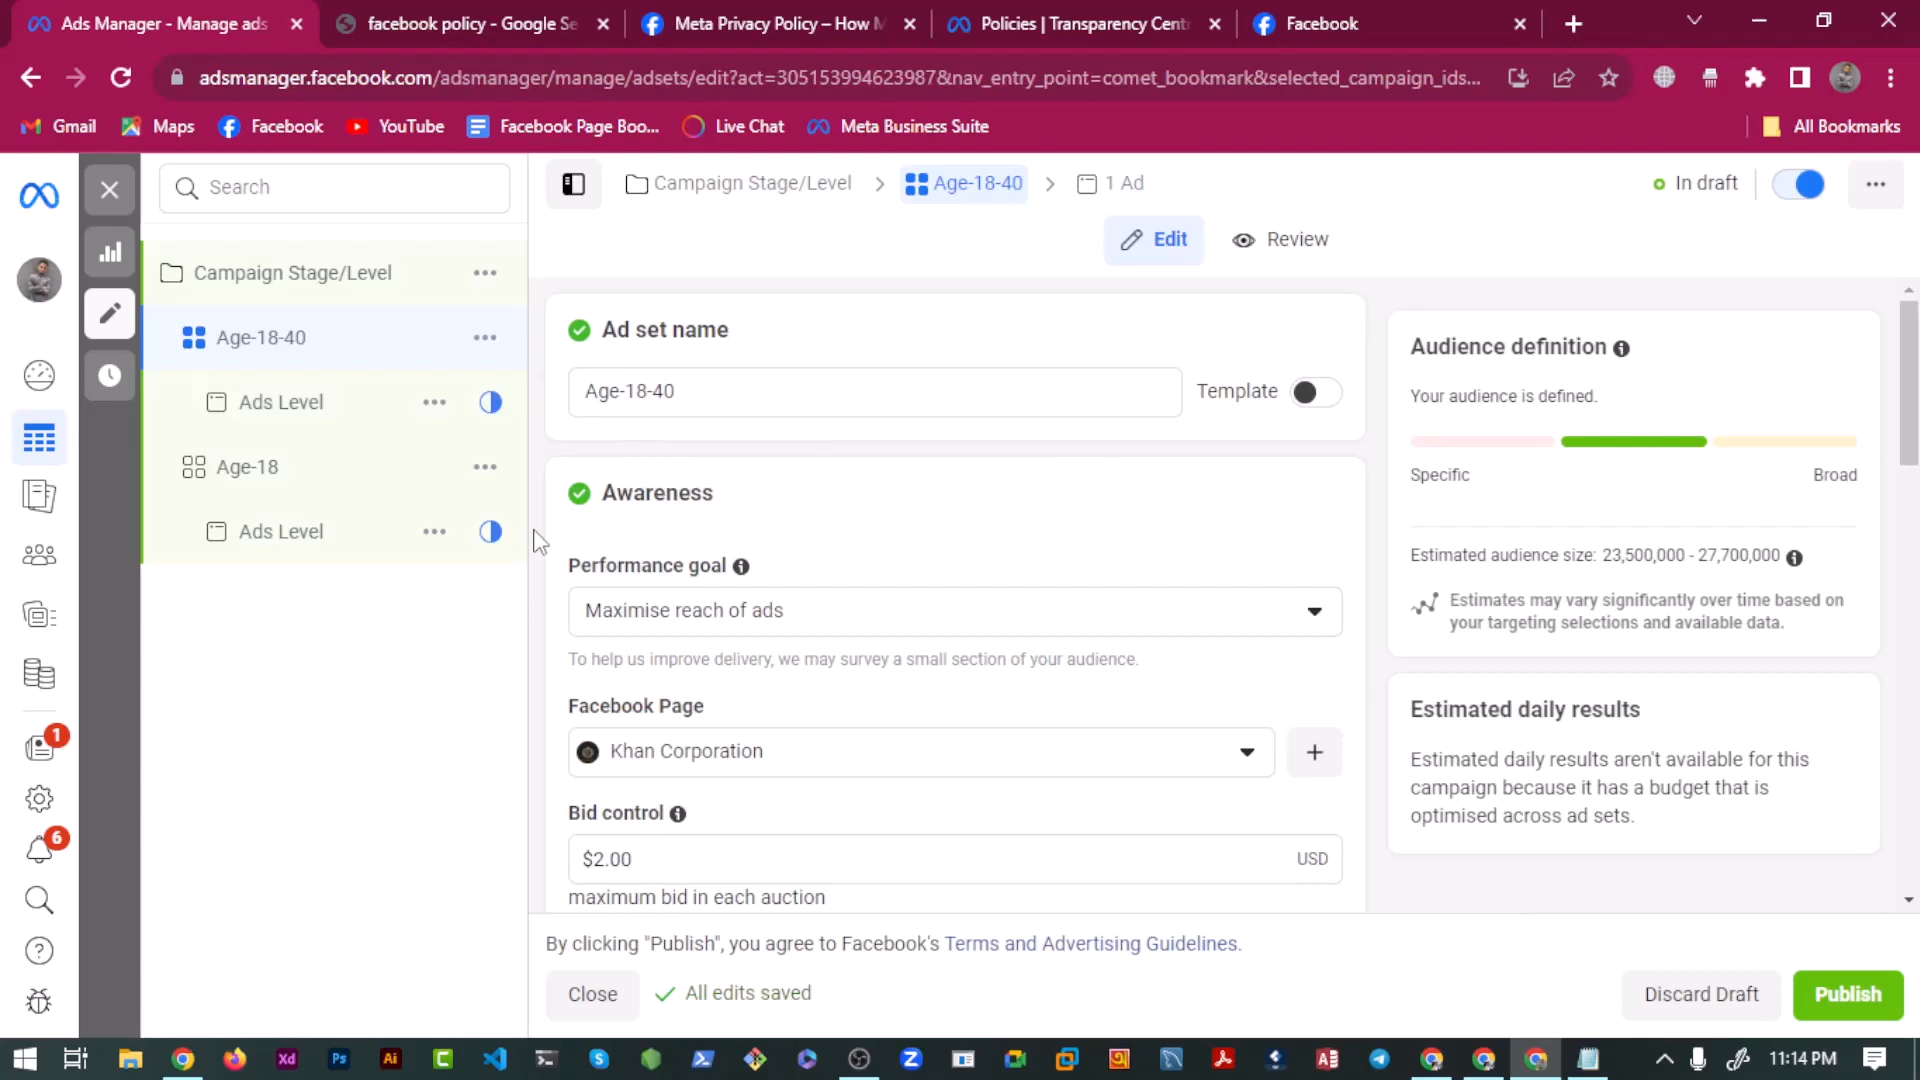 Ads Manager - Manage ads
facebook policy - Google Se
Meta Privacy Policy – How M
Policies | Transparency Cent
Facebook
adsmanager.facebook.com/adsmanager/manage/adsets/edit?act=305153994623987&nav_entry_point=comet_bookmark&selected_campaign_ids...
Gmail
Maps
Facebook
YouTube
Facebook Page Boo...
Live Chat
Meta Business Suite
All Bookmarks
Search
Campaign Stage/Level
Age-18-40
1 Ad
In draft
Edit
Review
Campaign Stage/Level
Age-18-40
Ads Level
Age-18
Ads Level
Ad set name
Age-18-40
Template
Awareness
Performance goal
Maximise reach of ads
To help us improve delivery, we may survey a small section of your audience.
Facebook Page
Khan Corporation
Bid control
$2.00
USD
maximum bid in each auction
Audience definition
Your audience is defined.
Specific
Broad
Estimated audience size: 23,500,000 - 27,700,000
Estimates may vary significantly over time based on
your targeting selections and available data.
Estimated daily results
Estimated daily results aren't available for this
campaign because it has a budget that is
optimised across ad sets.
1
6
By clicking "Publish", you agree to Facebook's Terms and Advertising Guidelines.
Close
All edits saved
Discard Draft
Publish
Xd
Ps
Ai
C
11:14 PM